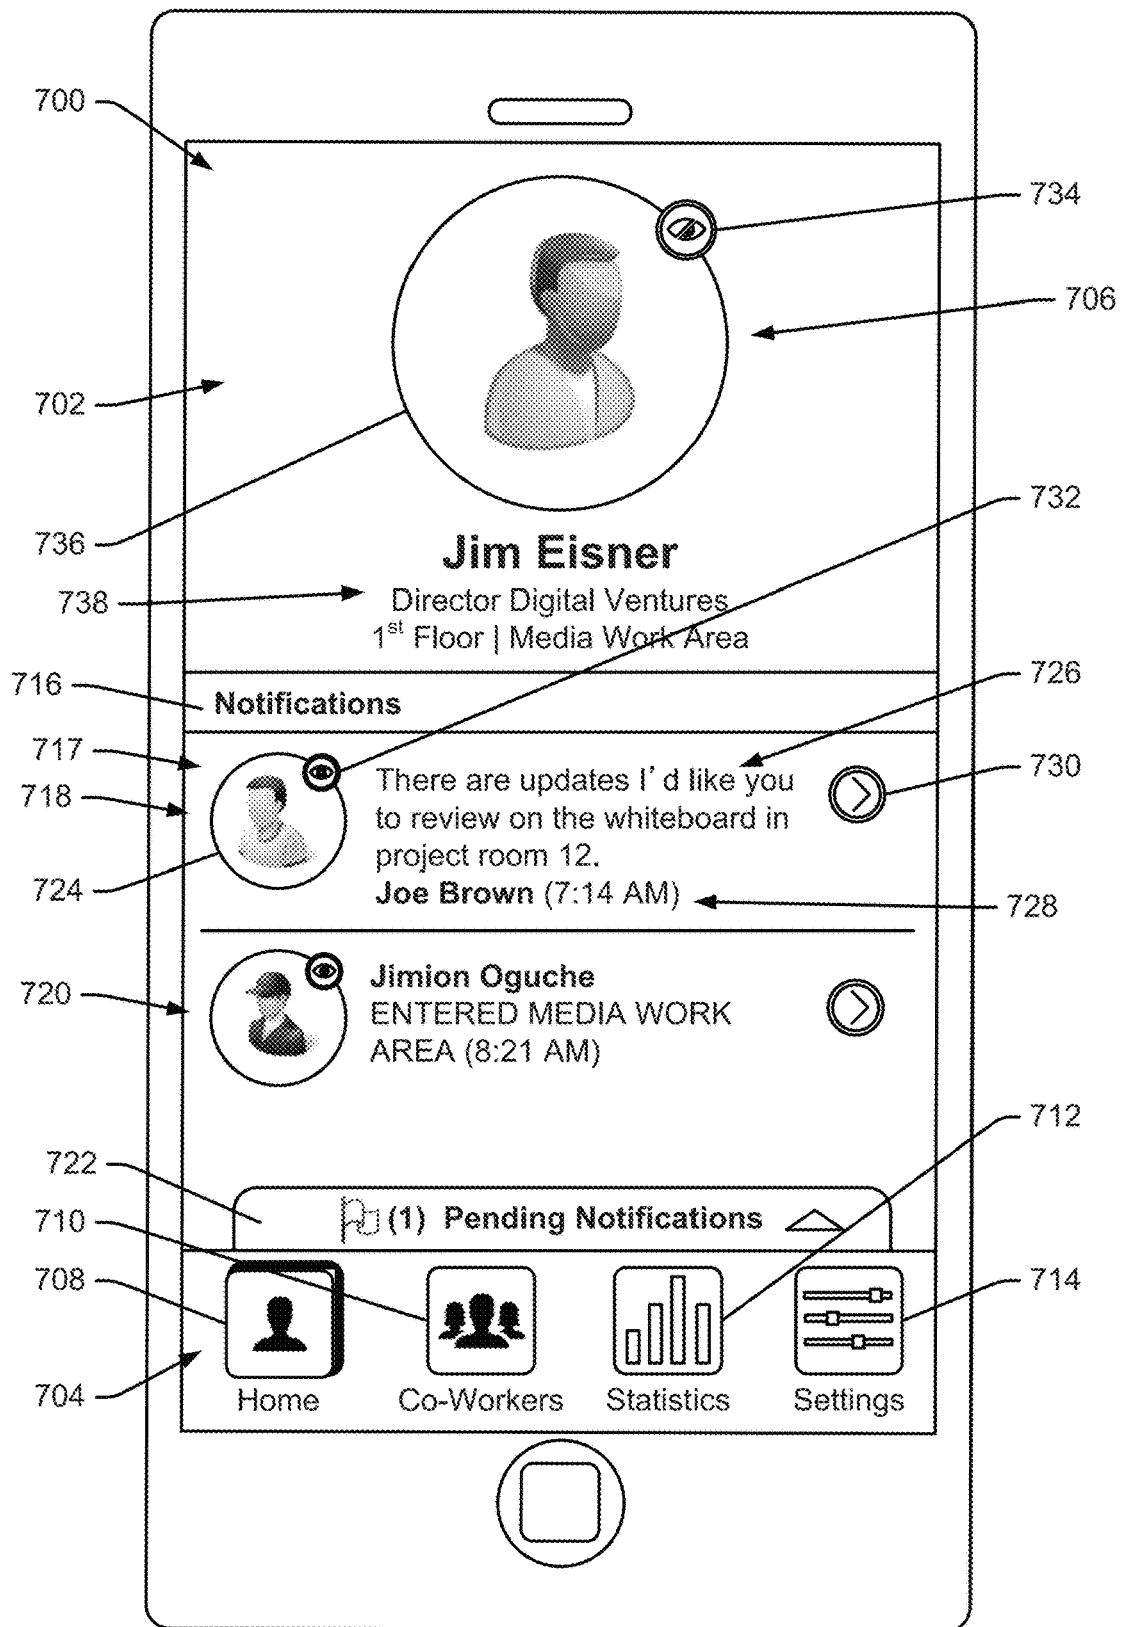 700
734
706
702
732
736
Jim Eisner
738
Director Digital Ventures
1st Floor | Media Work Area
726
716
Notifications
717
730
718
There are updates I'd like you
to review on the whiteboard in
project room 12.
724
Joe Brown (7:14 AM)
728
720
Jimion Oguche
ENTERED MEDIA WORK
AREA (8:21 AM)
712
722
710
(1) Pending Notifications
708
714
704
Home Co-Workers Statistics Settings